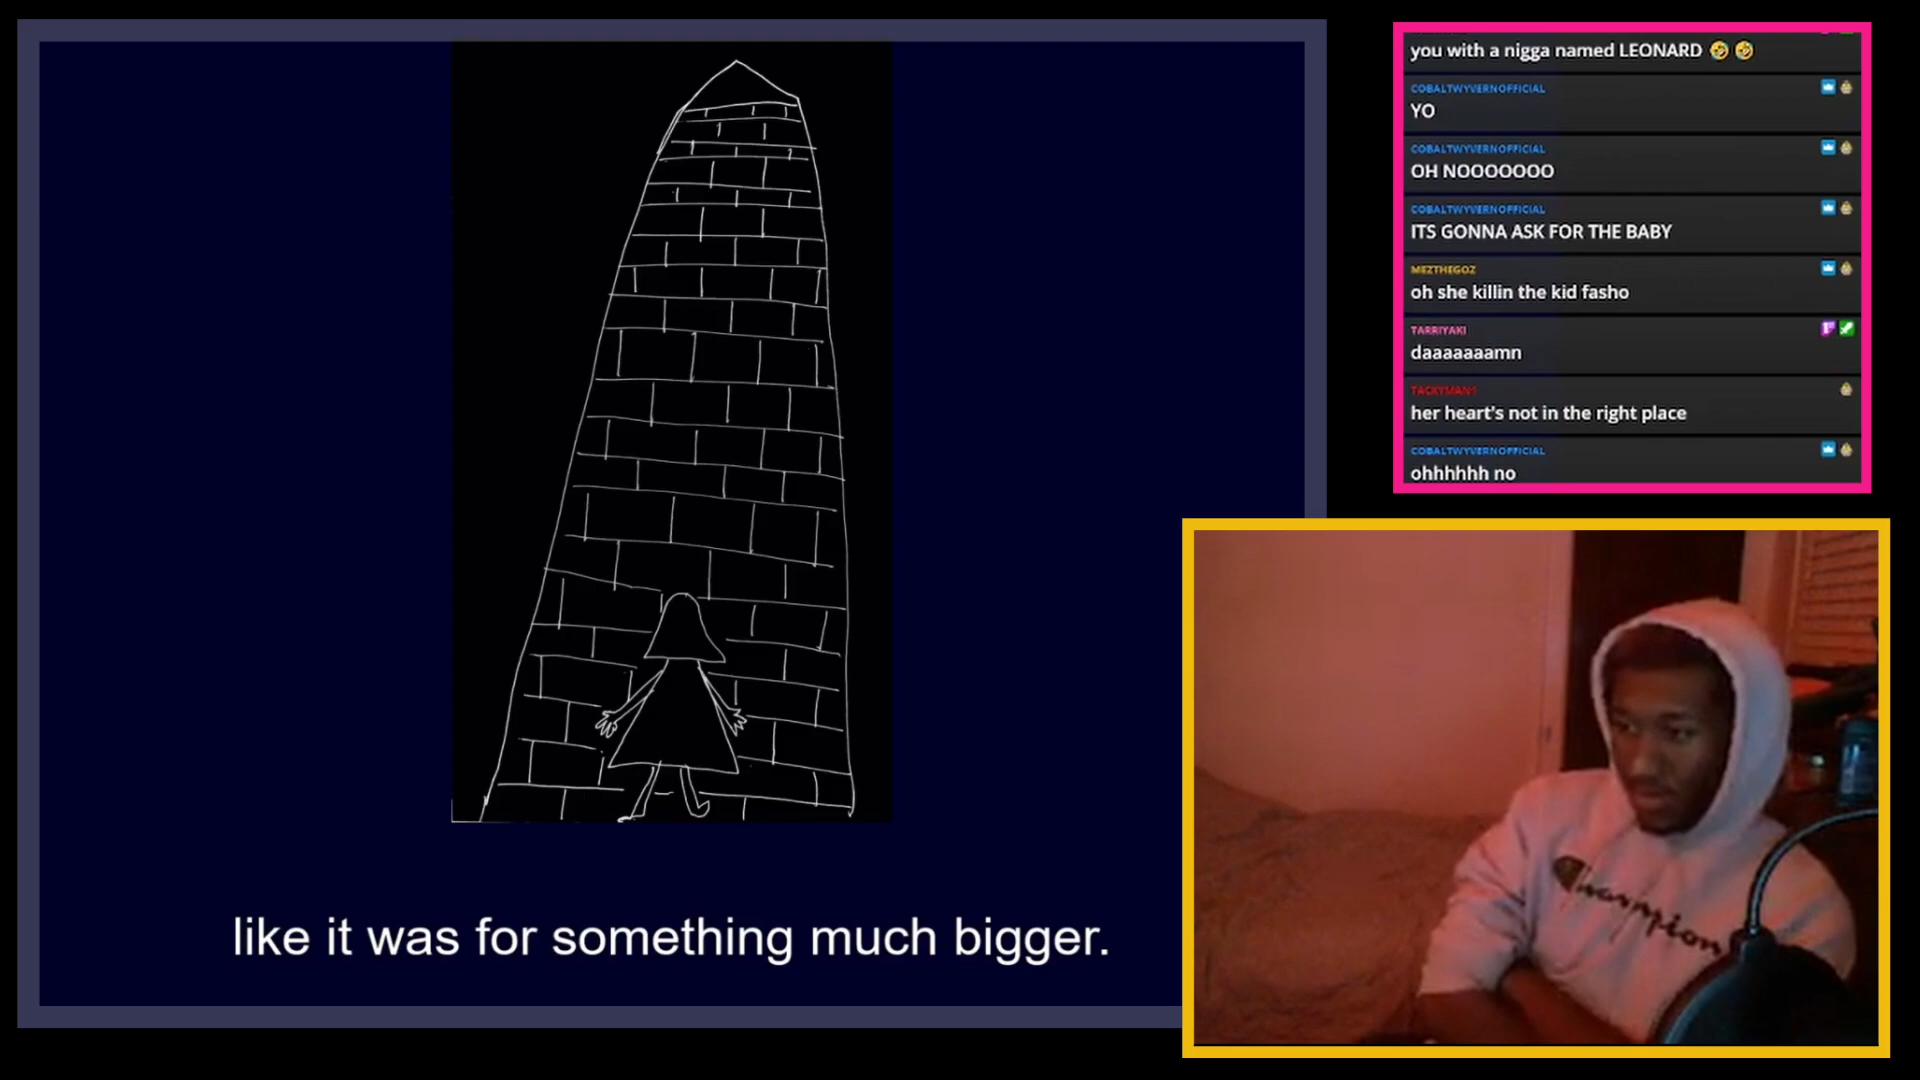 you with a nigga named LEONARD 🤣 🤣
COBALTWYVERNOFFICIAL
YO
COBALTWYVERNOFFICIAL
OH NOOOOOOO
COBALTWYVERNOFFICIAL
ITS GONNA ASK FOR THE BABY
MEZTHEGOZ
oh she killin the kid fasho
TARRIYAKI
daaaaaaamn
TACKYMAN1
her heart's not in the right place
COBALTWYVERNOFFICIAL
ohhhhhh no
like it was for something much bigger.
Champion